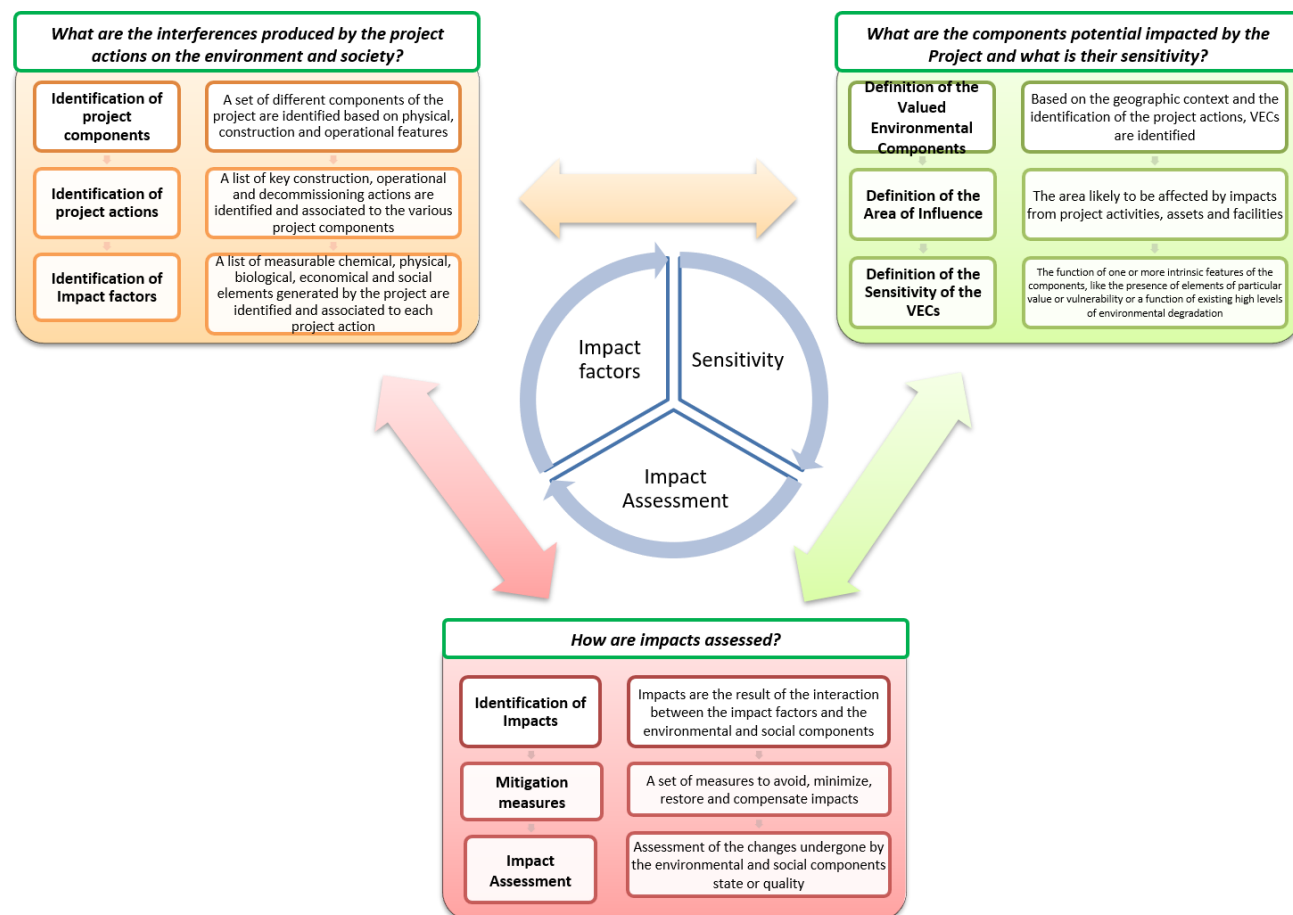 What are the interferences produced by the project
actions on the environment and society?
Identification of
project
components
A set of different components of the
project are identified based on physical,
construction and operational features
Identification of
project actions
A list of key construction, operational
and decommissioning actions are
identified and associated to the various
project components
Identification of
Impact factors
A list of measurable chemical, physical,
biological, economical and social
elements generated by the project are
identified and associated to each
project action
What are the components potential impacted by the
Project and what is their sensitivity?
Definition of the
Valued
Environmental
Components
Based on the geographic context and the
identification of the project actions, VECs
are identified
Definition of the
Area of Influence
The area likely to be affected by impacts
from project activities, assets and facilities
Definition of the
Sensitivity of the
VECs
The function of one or more intrinsic features of the
components, like the presence of elements of particular
value or vulnerability or a function of existing high levels
of environmental degradation
Impact
factors
Sensitivity
Impact
Assessment
How are impacts assessed?
Identification of
Impacts
Impacts are the result of the interaction
between the impact factors and the
environmental and social components
Mitigation
measures
A set of measures to avoid, minimize,
restore and compensate impacts
Impact
Assessment
Assessment of the changes undergone by
the environmental and social components
state or quality